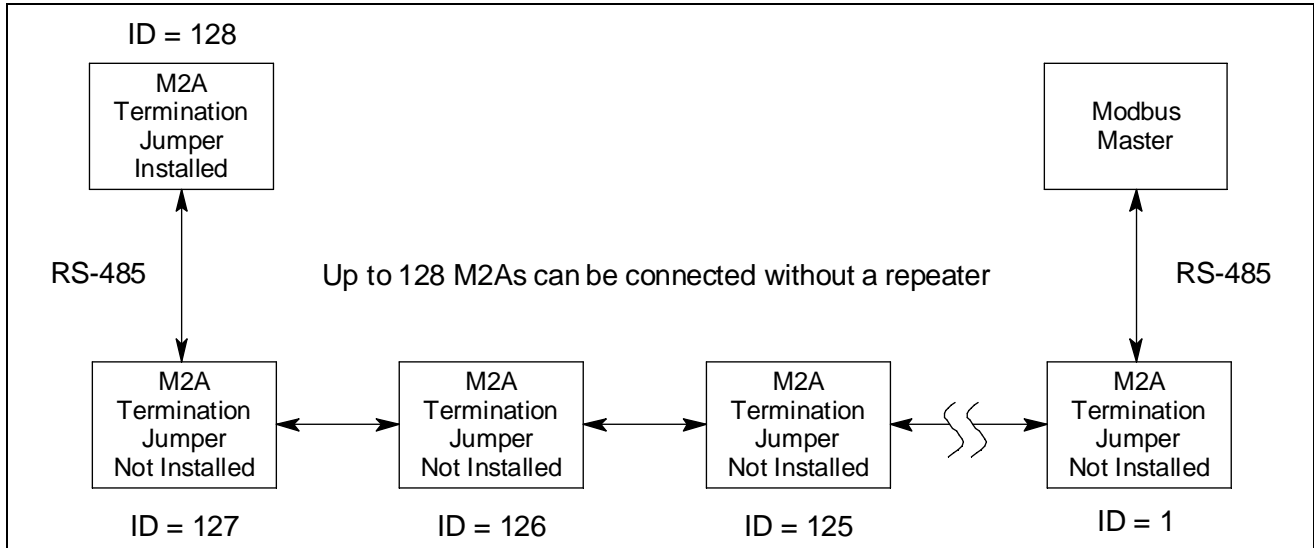 ID = 128
M2A
Termination
Jumper
Installed
Modbus
Master
RS-485
Up to 128 M2As can be connected without a repeater
RS-485
M2A
Termination
Jumper
Not Installed
M2A
Termination
Jumper
Not Installed
M2A
Termination
Jumper
Not Installed
M2A
Termination
Jumper
Not Installed
ID = 127
ID = 126
ID = 125
ID = 1